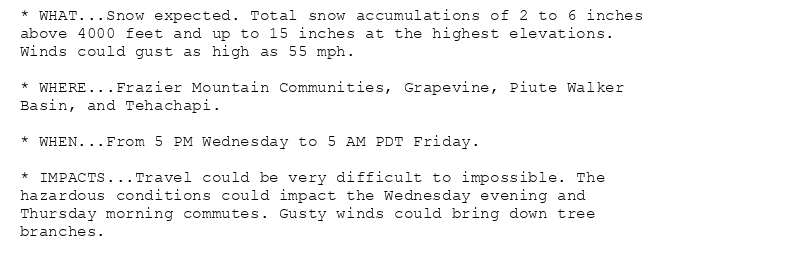 * WHAT...Snow expected. Total snow accumulations of 2 to 6 inches
above 4000 feet and up to 15 inches at the highest elevations.
Winds could gust as high as 55 mph.
* WHERE...Frazier Mountain Communities, Grapevine, Piute Walker
Basin, and Tehachapi.
* WHEN...From 5 PM Wednesday to 5 AM PDT Friday.
* IMPACTS...Travel could be very difficult to impossible. The
hazardous conditions could impact the Wednesday evening and
Thursday morning commutes. Gusty winds could bring down tree
branches.